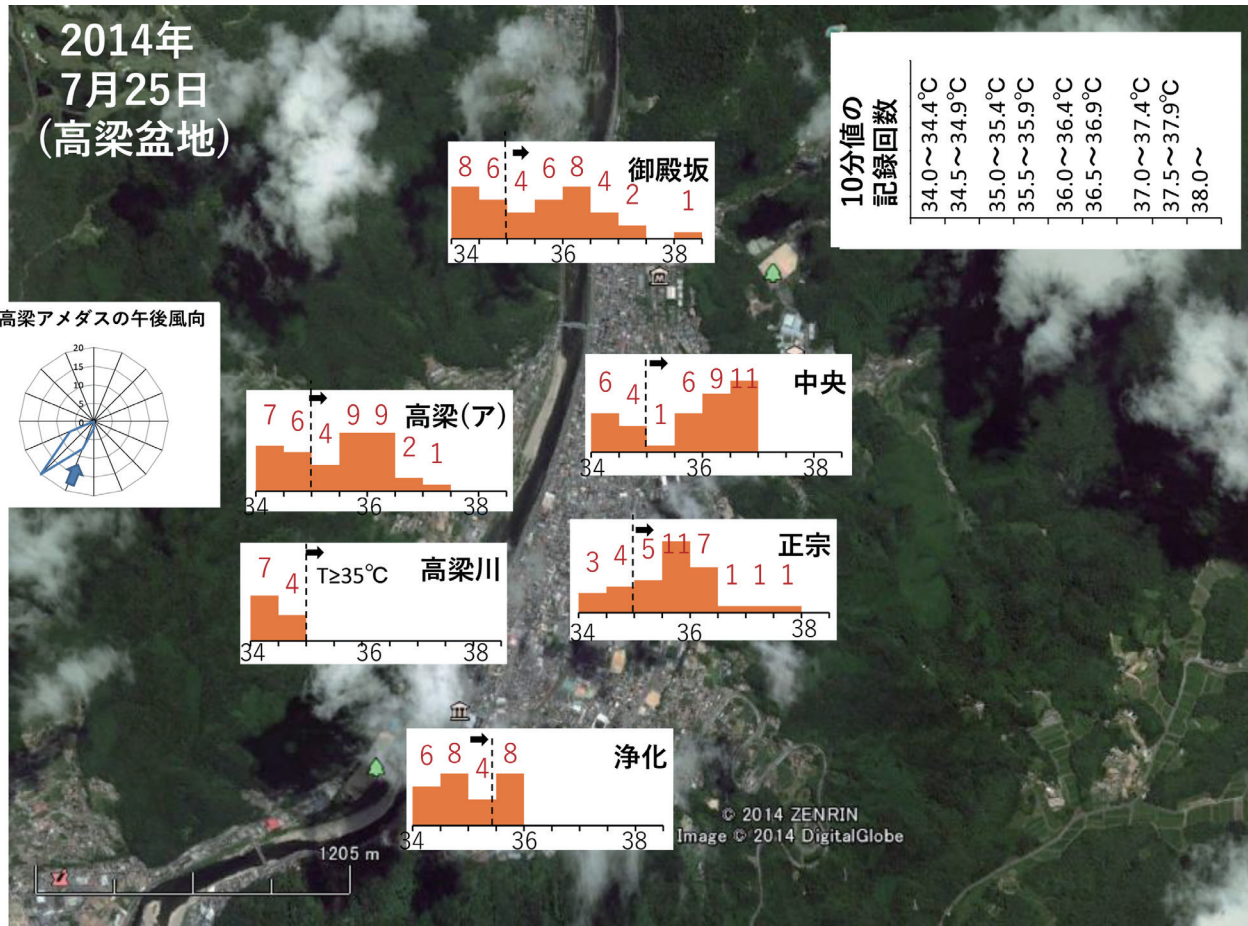 2014年
7月25日
(高梁盆地)
10分値の
記録回数
34.0～34.4℃
34.5～34.9℃
35.0～35.4℃
35.5～35.9℃
36.0～36.4℃
36.5～36.9℃
37.0～37.4℃
37.5～37.9℃
38.0～
御殿坂
8 6 4 6 8 4 2 1
34 36 38
高梁アメダスの午後風向
20
15
10
5
0
中央
6 4 1 6 9 11
34 36 38
高梁(ア)
7 6 4 9 9 2 1
34 36 38
正宗
3 4 5 11 7 1 1 1
34 36 38
高梁川
7 4
T≥35℃
34 36 38
浄化
6 8 4 8
34 36 38
© 2014 ZENRIN
Image © 2014 DigitalGlobe
1205 m